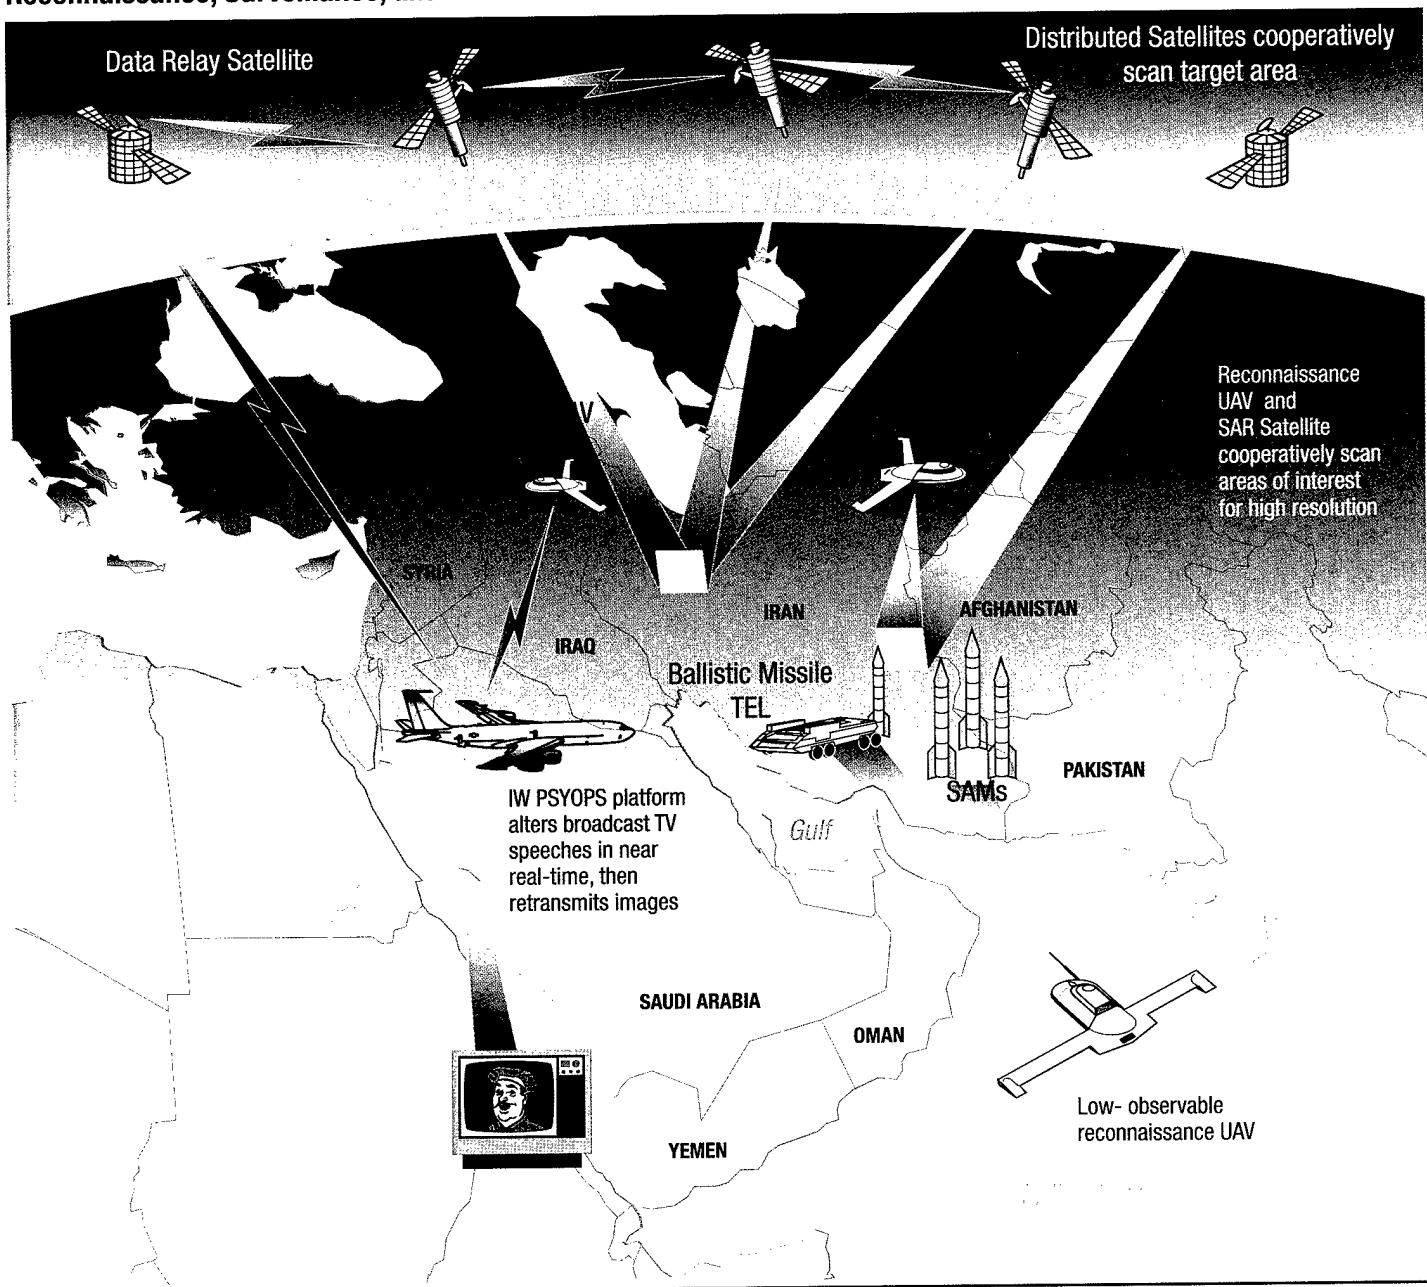 Data Relay Satellite
Distributed Satellites cooperatively
scan target area
Reconnaissance
UAV and
SAR Satellite
cooperatively scan
areas of interest
for high resolution
SYRIA
IRAQ
IRAN
AFGHANISTAN
Ballistic Missile
TEL
SAMs
PAKISTAN
IW PSYOPS platform
alters broadcast TV
speeches in near
real-time, then
retransmits images
Gulf
SAUDI ARABIA
OMAN
YEMEN
Low- observable
reconnaissance UAV